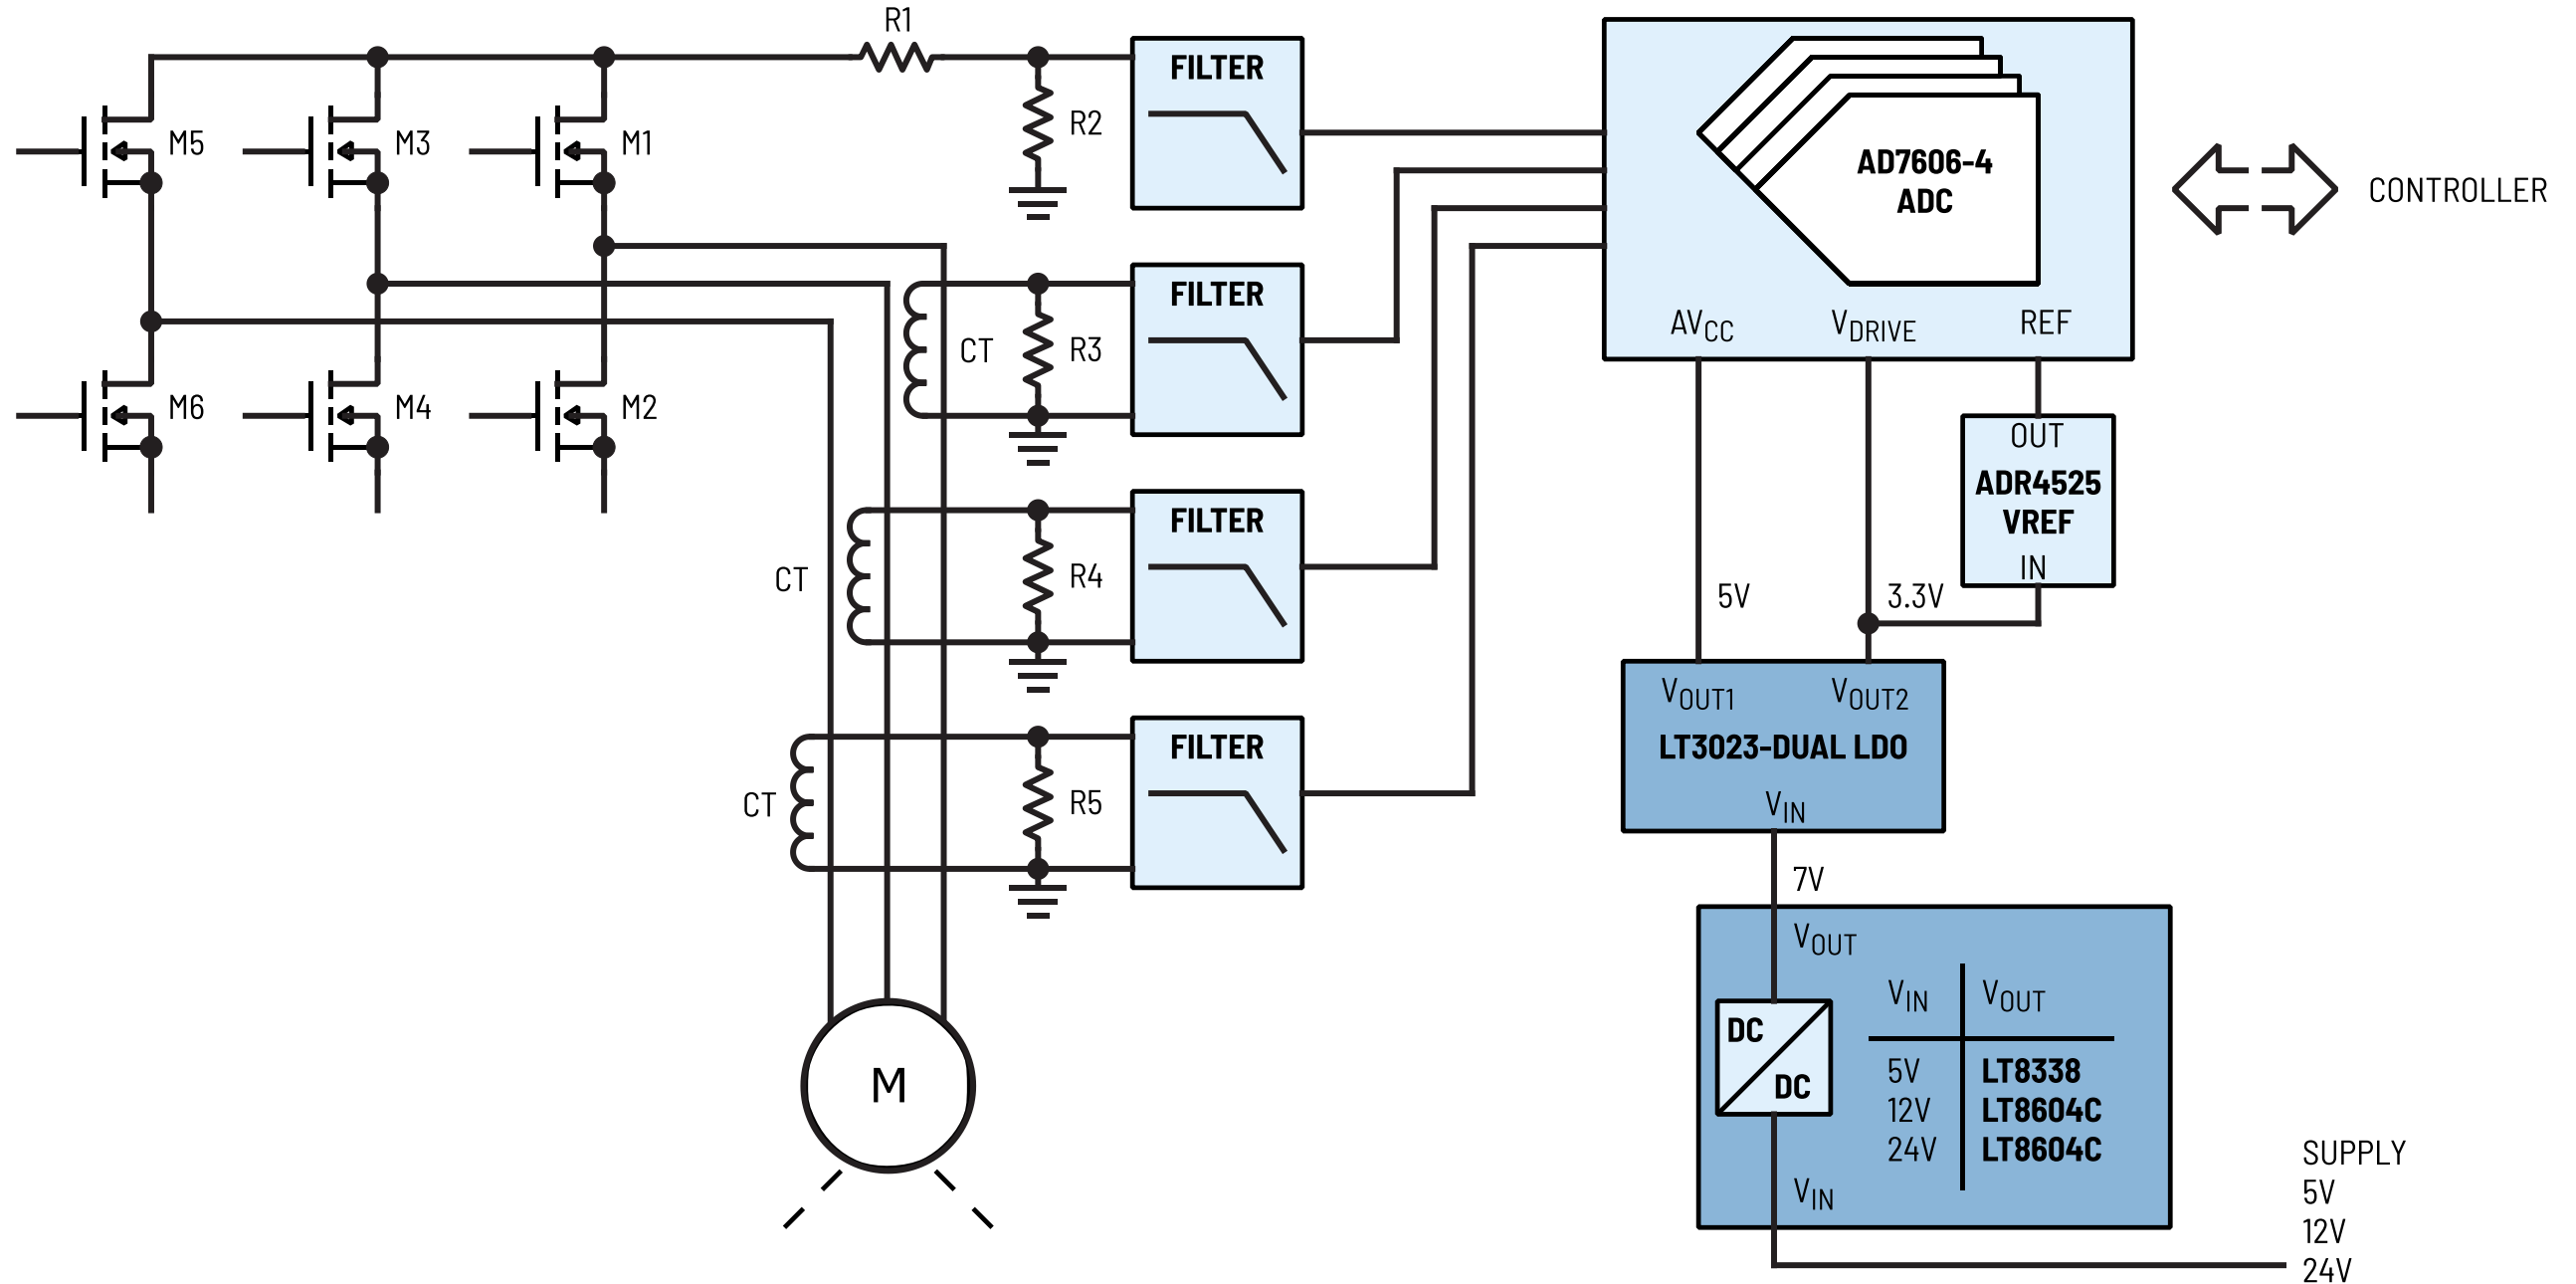 R1
M5
M3
M1
R2
FILTER
AD7606-4
ADC
CONTROLLER
FILTER
CT
R3
AVCC
VDRIVE
REF
M6
M4
M2
OUT
ADR4525
VREF
IN
FILTER
CT
R4
5V
3.3V
VOUT1
VOUT2
LT3023-DUAL LDO
VIN
FILTER
CT
R5
7V
VOUT
VIN
VOUT
DC
DC
5V
LT8338
12V
LT8604C
24V
LT8604C
VIN
M
SUPPLY
5V
12V
24V